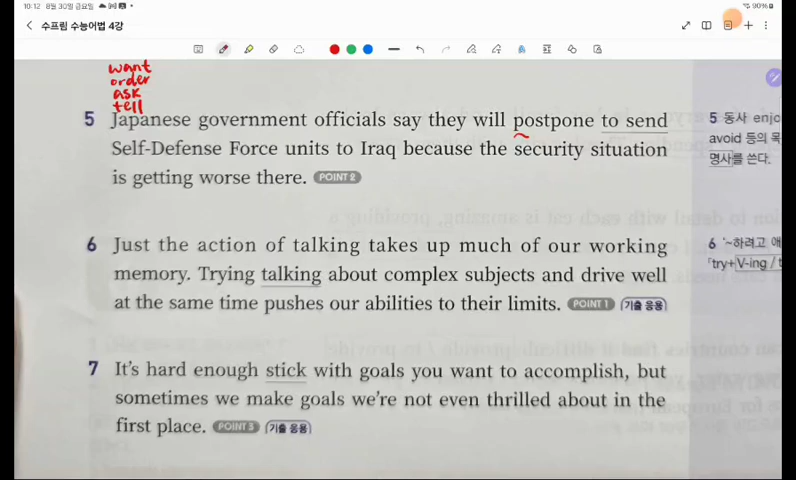 10:12 8월 30일 금요일
90%
수프림 수능어법 4강
want
order
ask
tell
5 Japanese government officials say they will postpone to send
Self-Defense Force units to Iraq because the security situation
is getting worse there. POINT 2
5 동사 enjo
avoid 등의 목
명사를 쓴다.
6 Just the action of talking takes up much of our working
memory. Trying talking about complex subjects and drive well
at the same time pushes our abilities to their limits. POINT 1 기출 응용
6 '~하려고 애
「try+V-ing / t
7 It's hard enough stick with goals you want to accomplish, but
sometimes we make goals we're not even thrilled about in the
first place. POINT 3 기출 응용